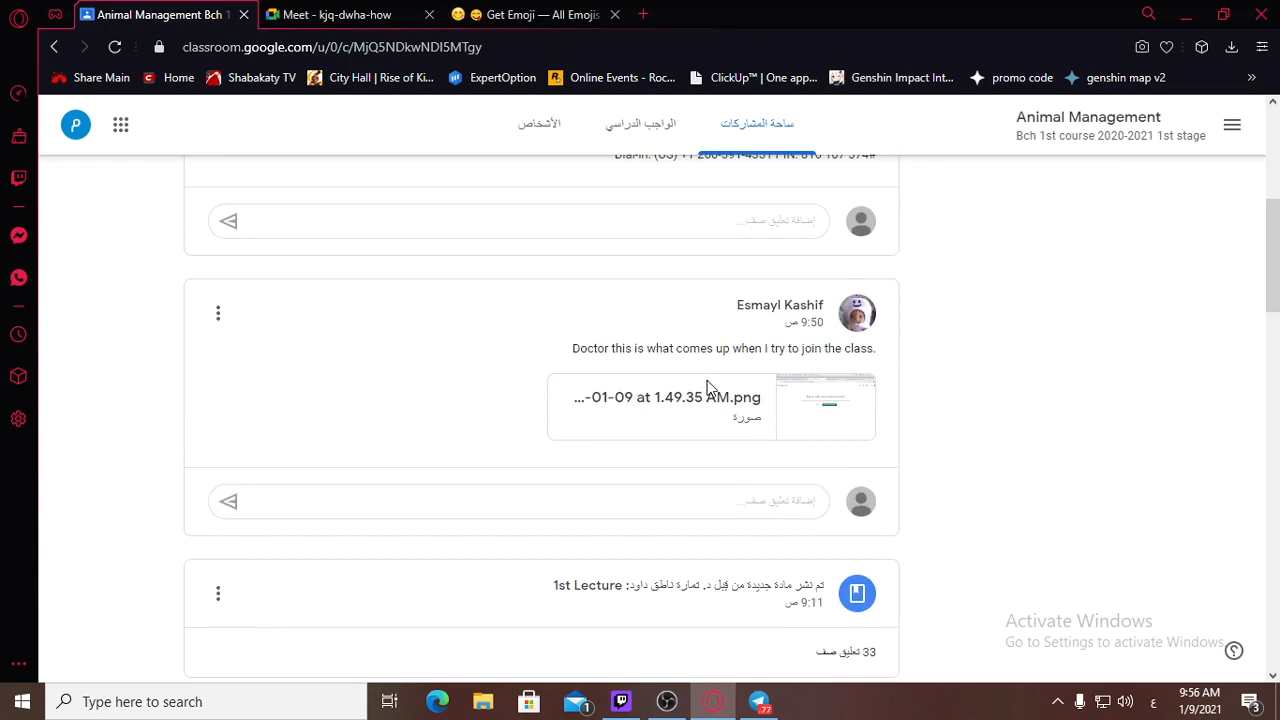 Animal Management Bch 1
Meet - kjq-dwha-how
Get Emoji — All Emojis
classroom.google.com/u/0/c/MjQ5NDkwNDI5MTgy
Share Main
Home
Shabakaty TV
City Hall | Rise of Ki...
ExpertOption
Online Events - Roc...
ClickUp™ | One app...
Genshin Impact Int...
promo code
genshin map v2
»
Animal Management
Bch 1st course 2020-2021 1st stage
ساحة المشاركات
الواجب الدراسي
الأشخاص
P
إضافة تعليق صف...
Esmayl Kashif
9:50 ص
Doctor this is what comes up when I try to join the class.
...-01-09 at 1.49.35 AM.png
صورة
إضافة تعليق صف...
تم نشر مادة جديدة من قِبل د. تمارة ناطق داود: 1st Lecture
9:11 ص
33 تعليق صف
Activate Windows
Go to Settings to activate Windows.
Type here to search
1
77
ع
9:56 AM
1/9/2021
3